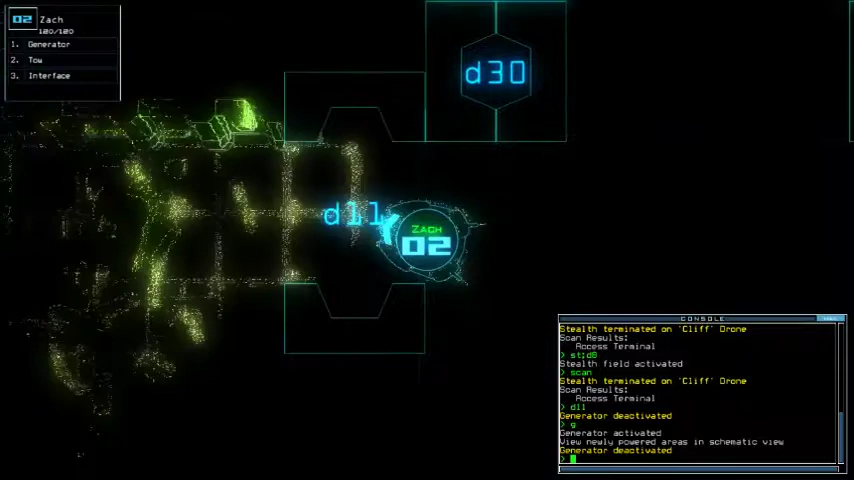 02 Zach
100/100
1. Generator
2. Tow
3. Interface
d30
d11
Zach
02
CONSOLE
Stealth terminated on 'Cliff' Drone
Scan Results:
Access Terminal
> st;d8
Stealth field activated
> scan
Stealth terminated on 'Cliff' Drone
Scan Results:
Access Terminal
> d11
Generator deactivated
> g
Generator activated
View newly powered areas in schematic view
Generator deactivated
>